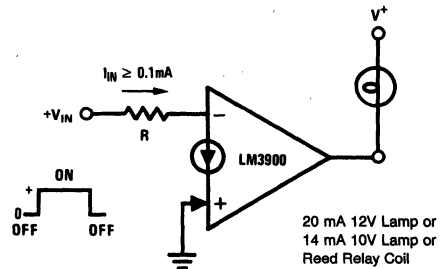 V+
IIN ≥ 0.1mA
+VIN
R
−
LM3900
+
ON
+
0
OFF
OFF
20 mA 12V Lamp or
14 mA 10V Lamp or
Reed Relay Coil